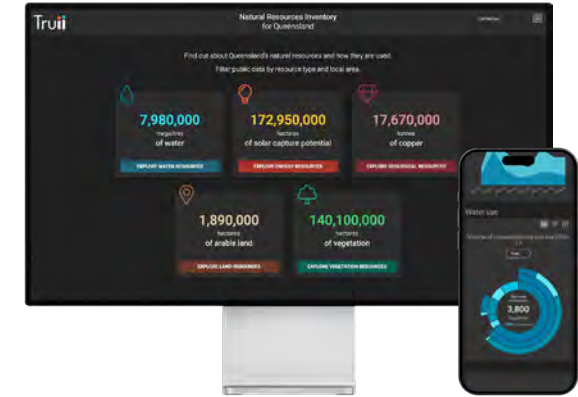 Truii
Natural Resources Inventory
for Queensland
Find out about Queensland's natural resources and how they are used.
Filter public data by resource type and local area.
7,980,000
megalitres
of water
EXPLORE WATER RESOURCES
172,950,000
hectares
of solar capture potential
EXPLORE ENERGY RESOURCES
17,670,000
tonnes
of copper
EXPLORE GEOLOGICAL RESOURCES
1,890,000
hectares
of arable land
EXPLORE LAND RESOURCES
140,100,000
hectares
of vegetation
EXPLORE VEGETATION RESOURCES
Water use
3,800